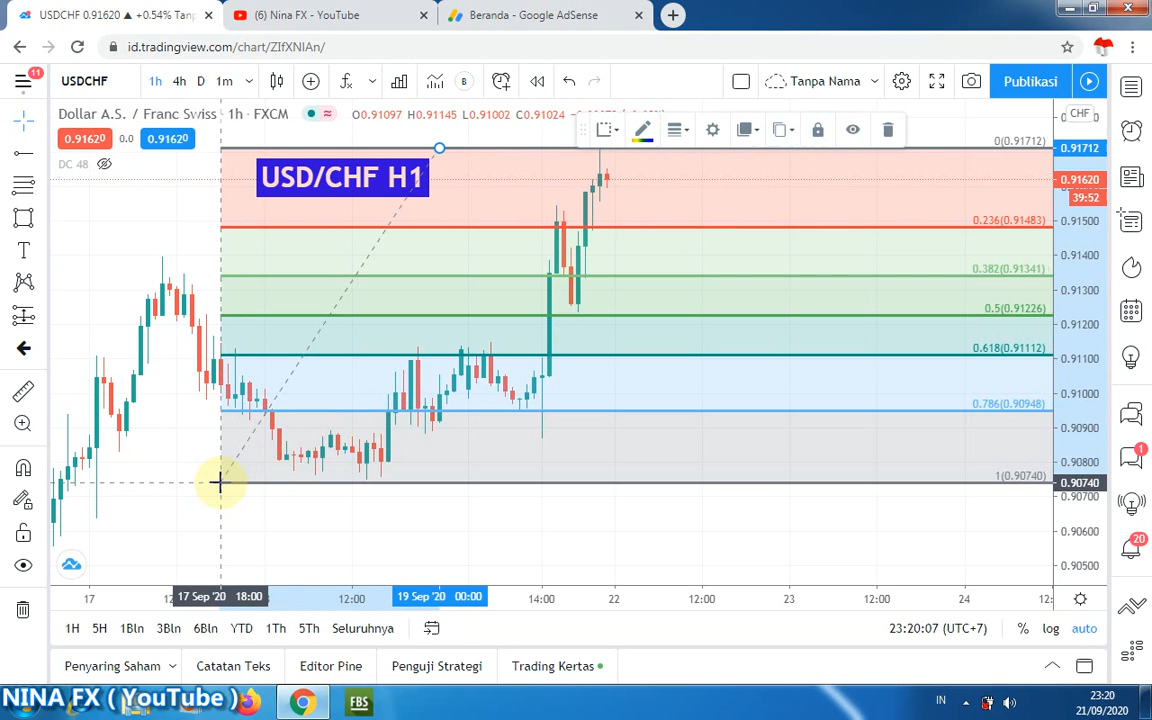 USDCHF 0.91620 ▲ +0.54% Tanp
(6) Nina FX - YouTube
Beranda - Google AdSense
id.tradingview.com/chart/ZIfXNIAn/
11
USDCHF
1h 4h D 1m
B
Tanpa Nama
Publikasi
Dollar A.S. / Franc Swiss · 1h · FXCM
O0.91097 H0.91145 L0.91002 C0.91024
CHF
0.91620 0.0 0.91620
DC 48
USD/CHF H1
0(0.91712)
0.236(0.91483)
0.382(0.91341)
0.5(0.91226)
0.618(0.91112)
0.786(0.90948)
1(0.90740)
0.91712
0.91620
39:52
0.91500
0.91400
0.91300
0.91200
0.91100
0.91000
0.90900
0.90800
0.90740
0.90700
0.90600
0.90500
17 Sep '20 18:00
19 Sep '20 00:00
17
12:00
14:00
22
12:00
23
12:00
24
1H 5H 1Bln 3Bln 6Bln YTD 1Th 5Th Seluruhnya
23:20:07 (UTC+7) % log auto
1
20
Penyaring Saham
Catatan Teks
Editor Pine
Penguji Strategi
Trading Kertas
NINA FX ( YouTube )
FBS
IN
23:20
21/09/2020